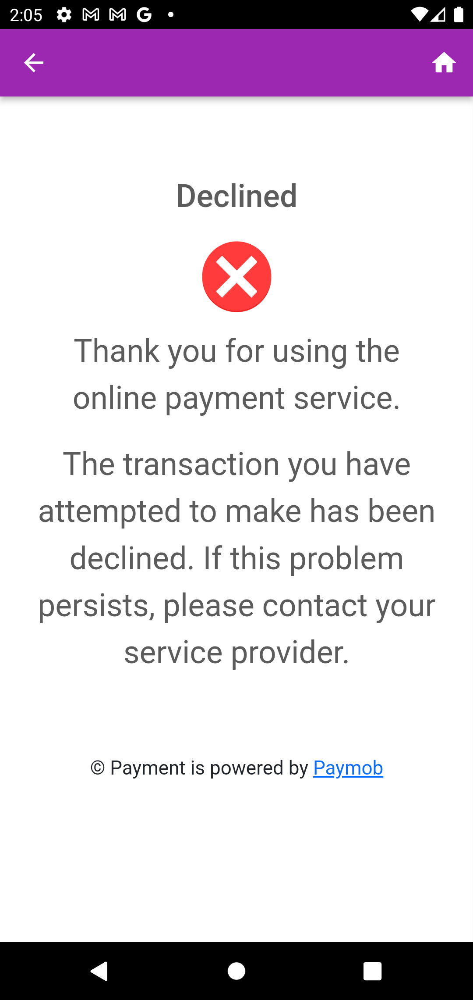 2:05
Declined
Thank you for using the
online payment service.
The transaction you have
attempted to make has been
declined. If this problem
persists, please contact your
service provider.
© Payment is powered by Paymob